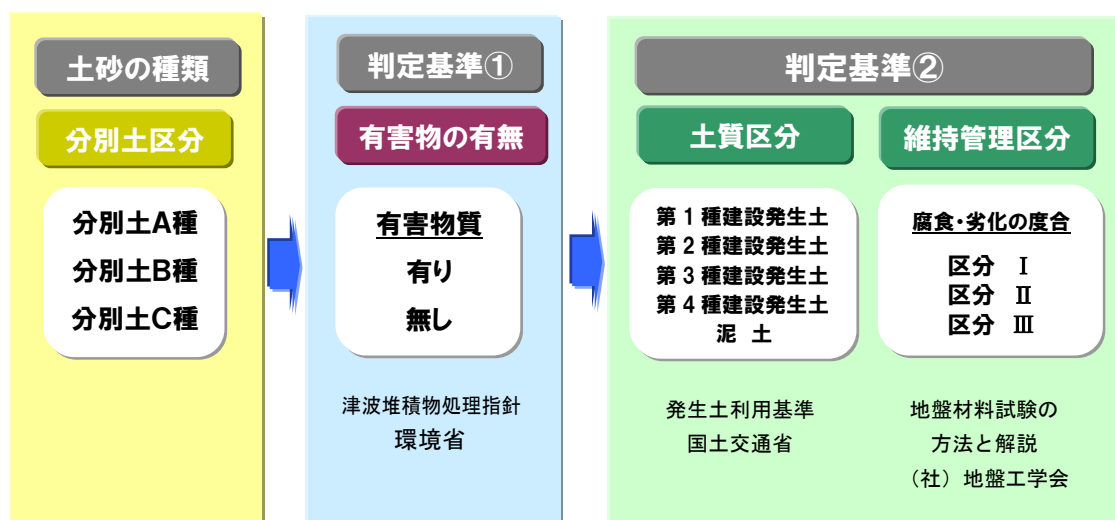 土砂の種類
分別土区分
分別土A種
分別土B種
分別土C種
判定基準①
有害物の有無
有害物質
有り
無し
津波堆積物処理指針
環境省
判定基準②
土質区分
第1種建設発生土
第2種建設発生土
第3種建設発生土
第4種建設発生土
泥 土
発生土利用基準
国土交通省
維持管理区分
腐食・劣化の度合
区分 Ⅰ
区分 Ⅱ
区分 Ⅲ
地盤材料試験の
方法と解説
（社）地盤工学会